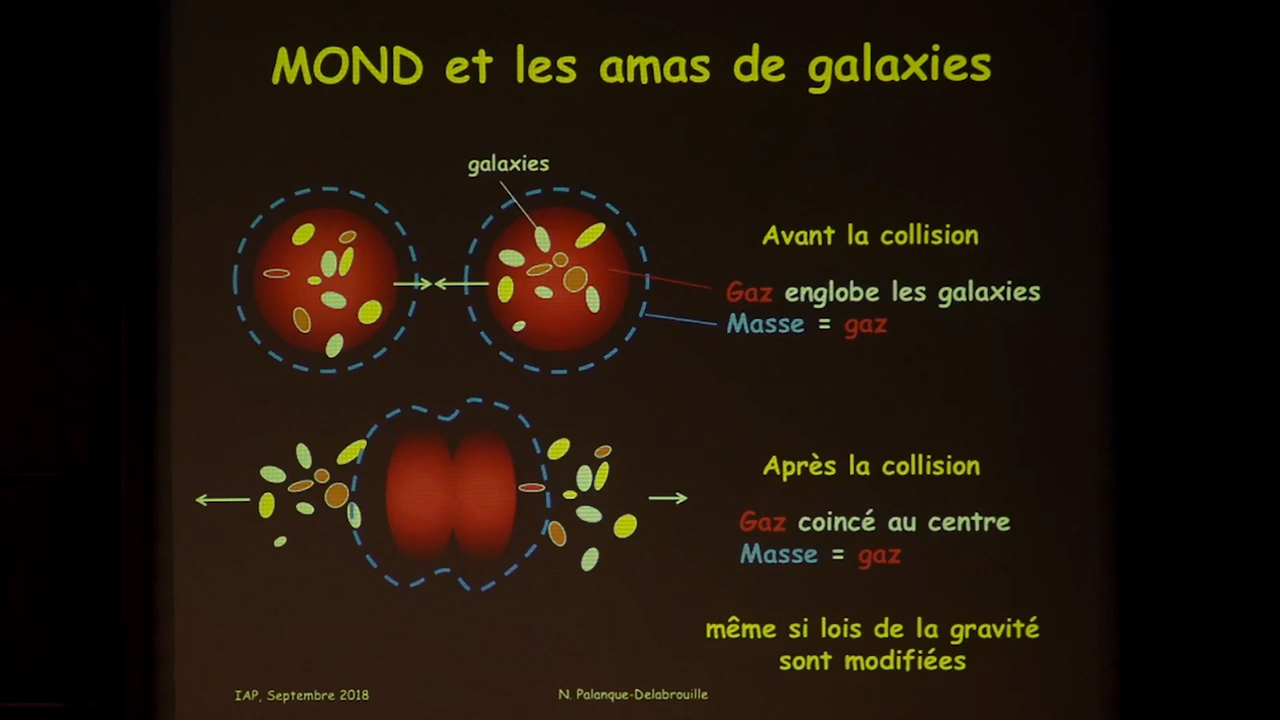 MOND et les amas de galaxies
galaxies
Avant la collision
Gaz englobe les galaxies
Masse = gaz
Après la collision
Gaz coincé au centre
Masse = gaz
même si lois de la gravité
sont modifiées
IAP, Septembre 2018
N. Palanque-Delabrouille